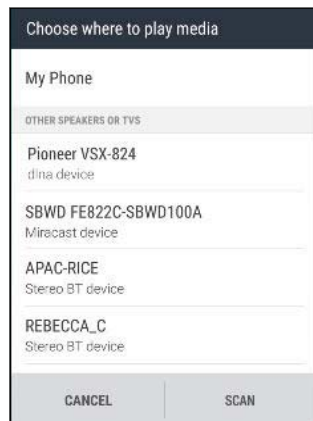 Choose where to play media
My Phone
OTHER SPEAKERS OR TVS
Pioneer VSX-824
dlna device
SBWD FE822C-SBWD100A
Miracast device
APAC-RICE
Stereo BT device
REBECCA_C
Stereo BT device
CANCEL SCAN